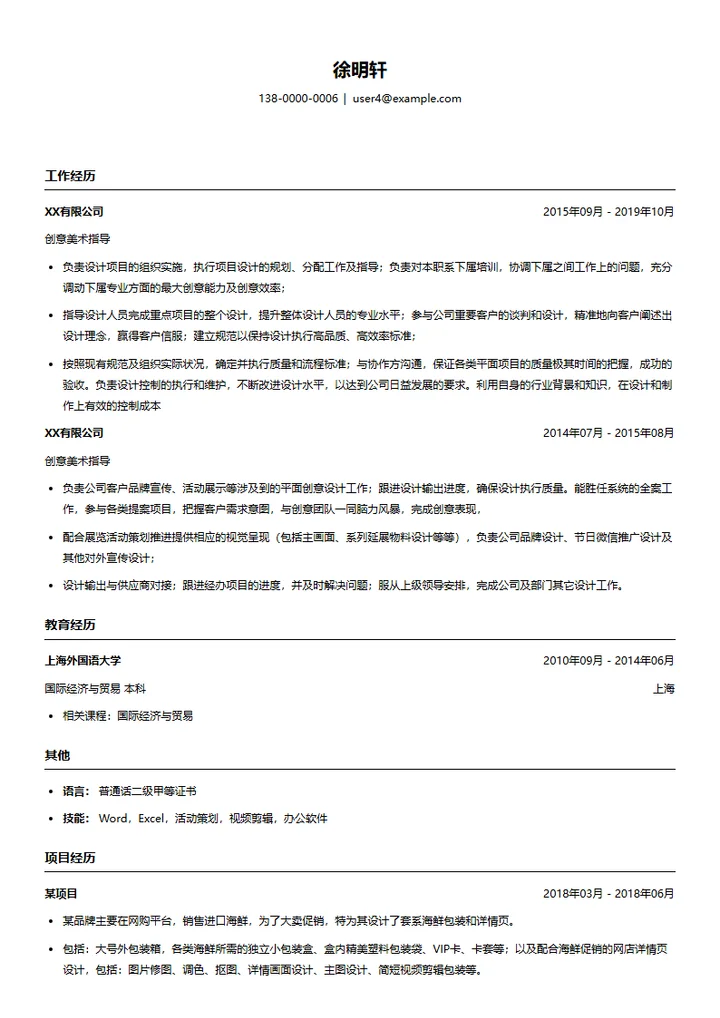 徐明轩
138-0000-0006 | user4@example.com
工作经历
XX有限公司 2015年09月 - 2019年10月
创意美术指导
• 负责设计项目的组织实施，执行项目设计的规划、分配工作及指导；负责对本职系下属培训，协调下属之间工作上的问题，充分
调动下属专业方面的最大创意能力及创意效率；
• 指导设计人员完成重点项目的整个设计，提升整体设计人员的专业水平；参与公司重要客户的谈判和设计，精准地向客户阐述出
设计理念，赢得客户信服；建立规范以保持设计执行高品质、高效率标准；
• 按照现有规范及组织实际状况，确定并执行质量和流程标准；与协作方沟通，保证各类平面项目的质量极其时间的把握，成功的
验收。负责设计控制的执行和维护，不断改进设计水平，以达到公司日益发展的要求。利用自身的行业背景和知识，在设计和制
作上有效的控制成本
XX有限公司 2014年07月 - 2015年08月
创意美术指导
• 负责公司客户品牌宣传、活动展示等涉及到的平面创意设计工作；跟进设计输出进度，确保设计执行质量。能胜任系统的全案工
作，参与各类提案项目，把握客户需求意图，与创意团队一同脑力风暴，完成创意表现，
• 配合展览活动策划推进提供相应的视觉呈现（包括主画面、系列延展物料设计等等），负责公司品牌设计、节日微信推广设计及
其他对外宣传设计；
• 设计输出与供应商对接；跟进经办项目的进度，并及时解决问题；服从上级领导安排，完成公司及部门其它设计工作。
教育经历
上海外国语大学 2010年09月 - 2014年06月
国际经济与贸易 本科 上海
• 相关课程：国际经济与贸易
其他
• 语言： 普通话二级甲等证书
• 技能： Word，Excel，活动策划，视频剪辑，办公软件
项目经历
某项目 2018年03月 - 2018年06月
• 某品牌主要在网购平台，销售进口海鲜，为了大卖促销，特为其设计了套系海鲜包装和详情页。
• 包括：大号外包装箱，各类海鲜所需的独立小包装盒、盒内精美塑料包装袋、VIP卡、卡套等；以及配合海鲜促销的网店详情页
设计，包括：图片修图、调色、抠图、详情画面设计、主图设计、简短视频剪辑包装等。